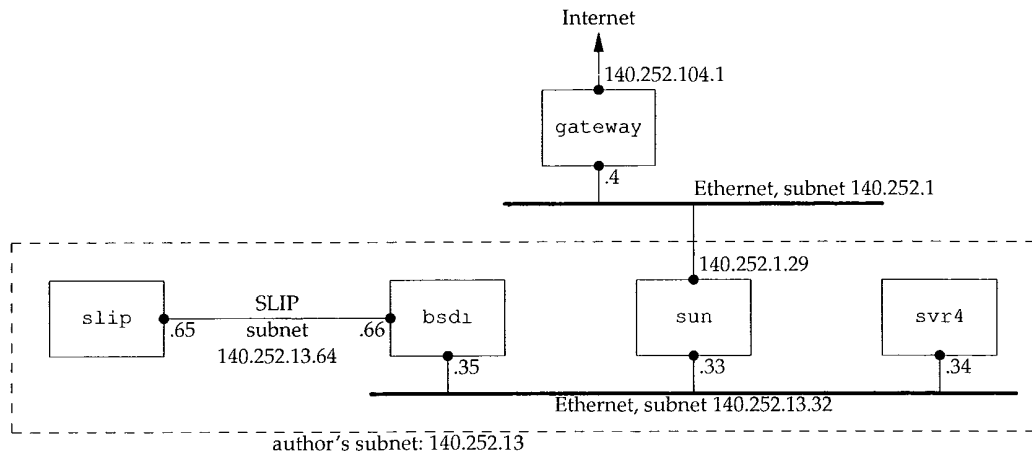 Internet
140.252.104.1
gateway
.4
Ethernet, subnet 140.252.1
140.252.1.29
slip
SLIP
bsdi
sun
svr4
.65
subnet
.66
140.252.13.64
.35
.33
.34
Ethernet, subnet 140.252.13.32
author's subnet: 140.252.13